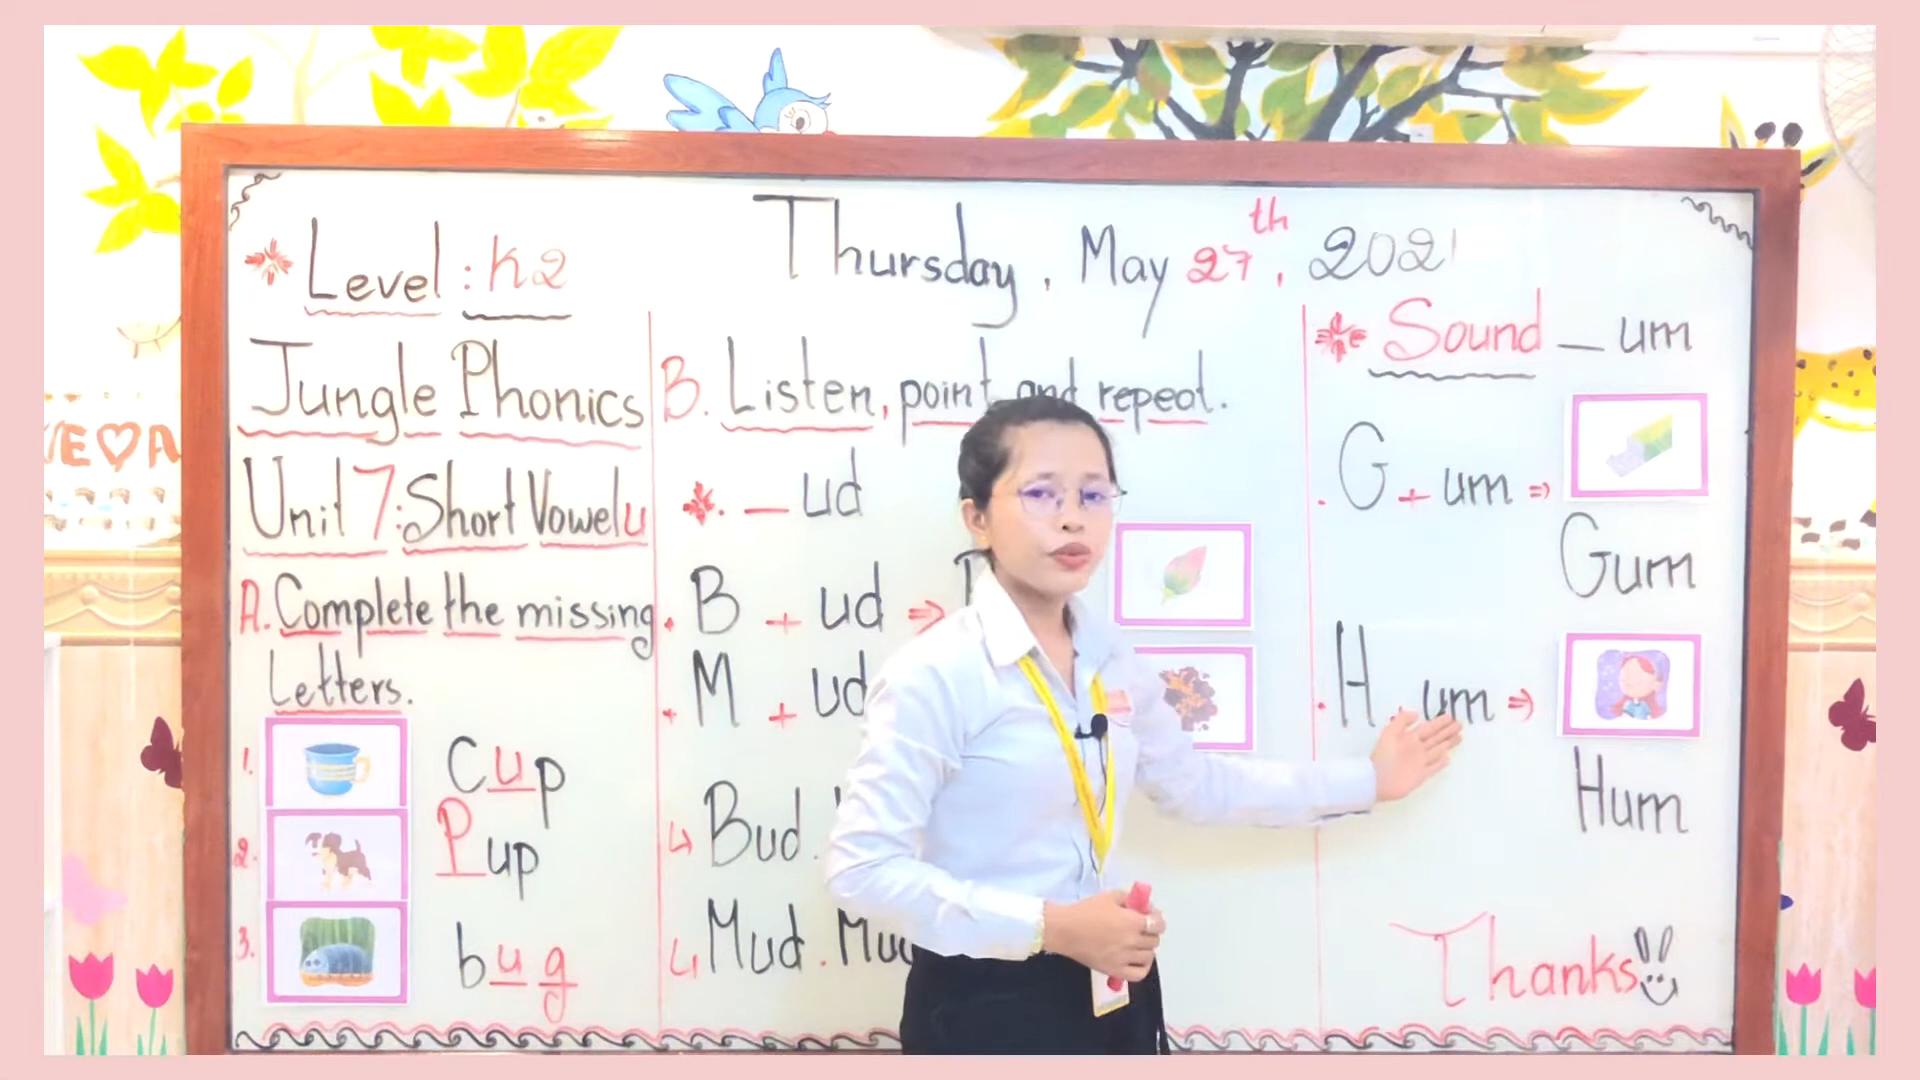 Level : K2
Thursday, May 27th, 2021
Jungle Phonics
Unit 7: Short Vowel u
A. Complete the missing
Letters.
1. Cup
2. Pup
3. bug
B. Listen, point and repeat.
_ ud
B + ud ⇒
M + ud
↳ Bud.
↳ Mud. Mud
Sound _ um
. G + um ⇒
Gum
. H + um ⇒
Hum
Thanks!!